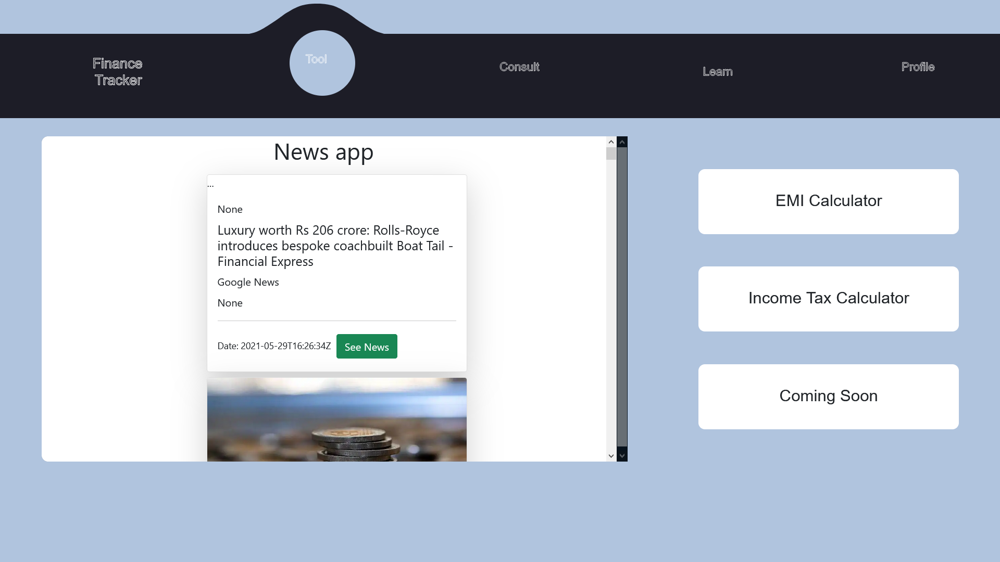 Finance
Tracker
Tool
Consult
Learn
Profile
News app
...
None
Luxury worth Rs 206 crore: Rolls-Royce
introduces bespoke coachbuilt Boat Tail -
Financial Express
Google News
None
Date: 2021-05-29T16:26:34Z
See News
EMI Calculator
Income Tax Calculator
Coming Soon